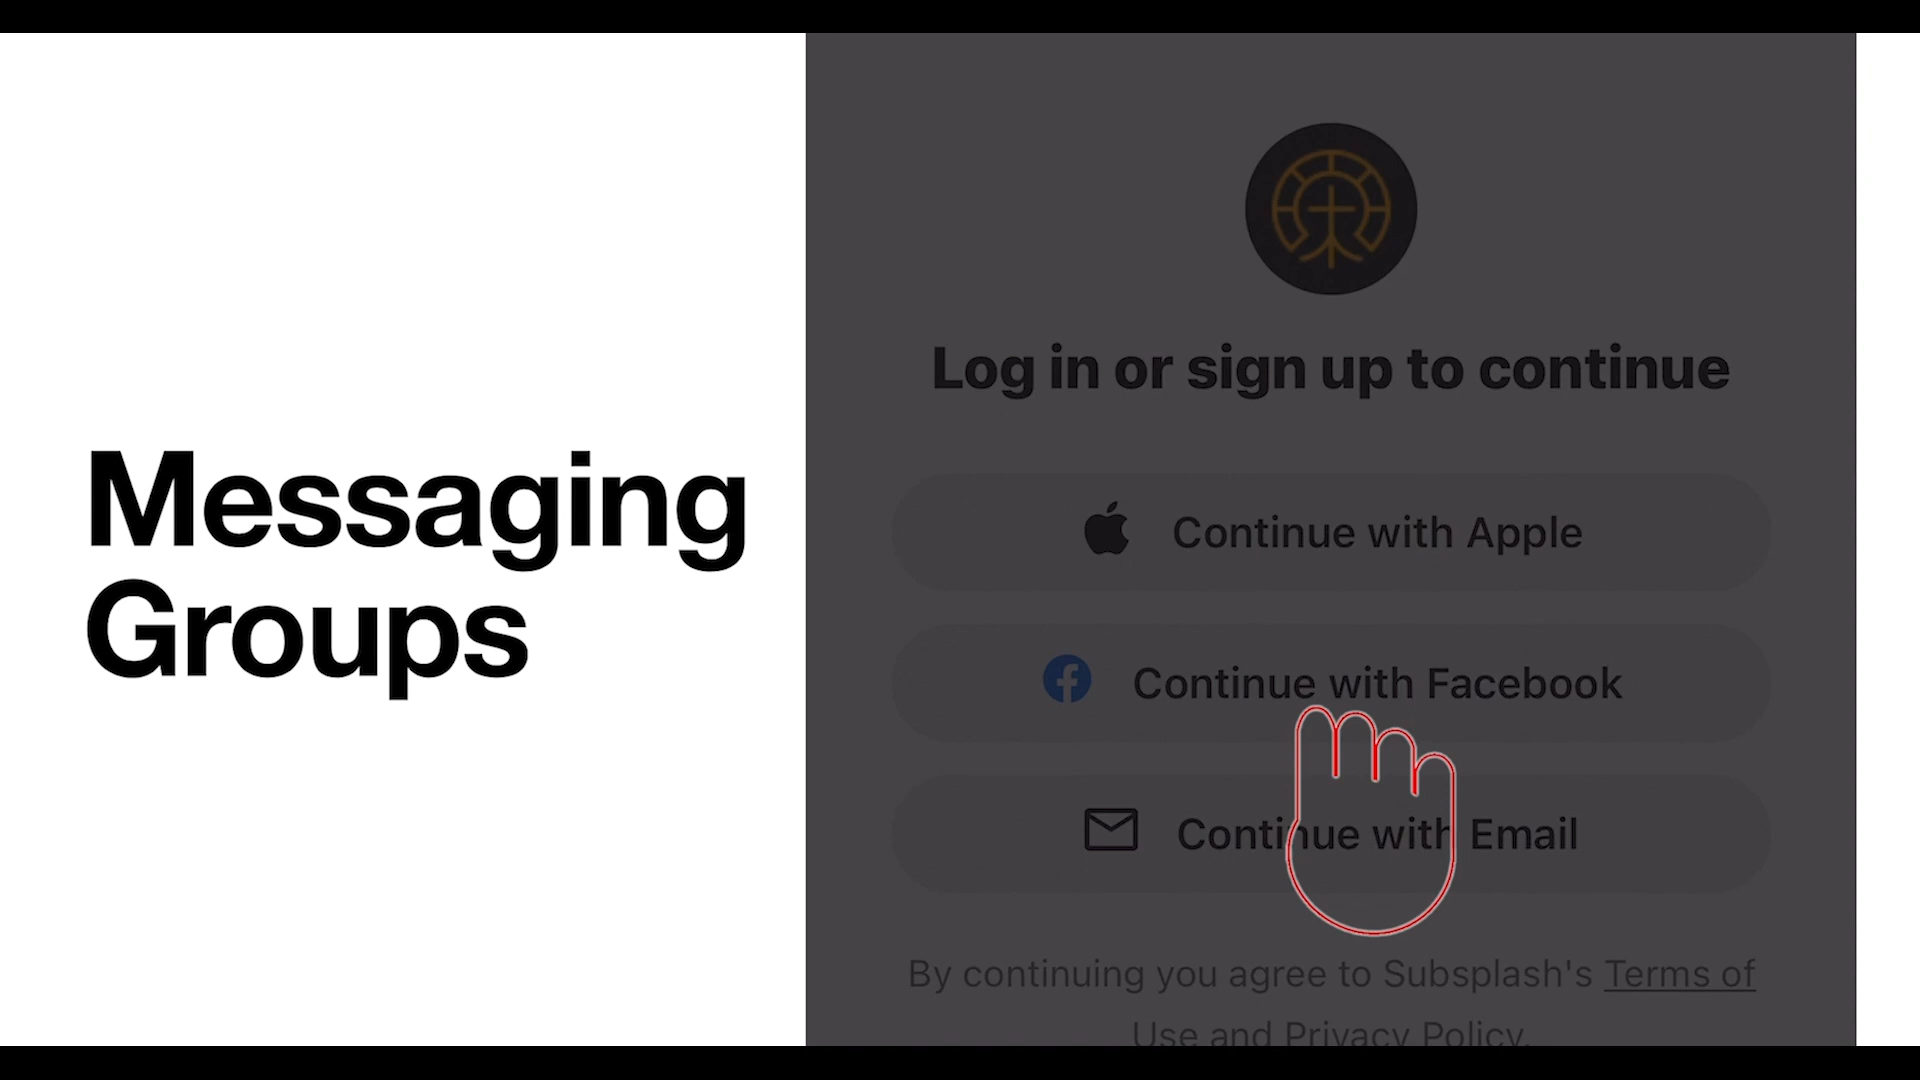 Messaging
Groups
Log in or sign up to continue
Continue with Apple
Continue with Facebook
Continue with Email
By continuing you agree to Subsplash's Terms of
Use and Privacy Policy.